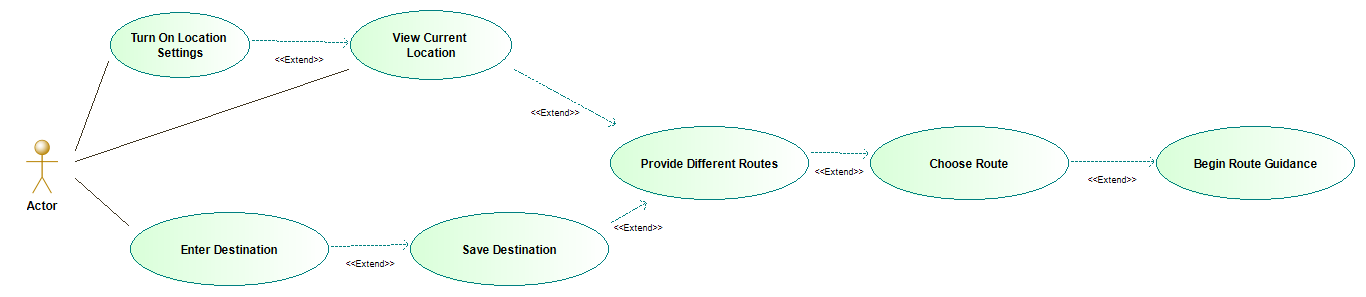 Turn On Location
Settings
<<Extend>>
View Current
Location
<<Extend>>
Provide Different Routes
<<Extend>>
Choose Route
<<Extend>>
Begin Route Guidance
Actor
Enter Destination
<<Extend>>
Save Destination
<<Extend>>